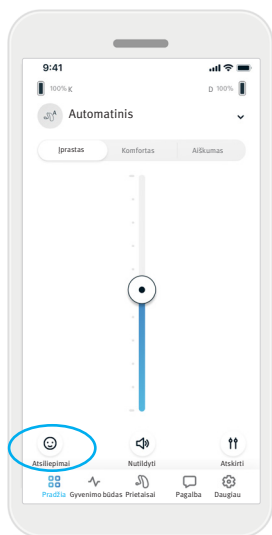 9:41
100% K
D 100%
Automatinis
Įprastas Komfortas Aiškumas
Atsiliepimai Nutildyti Atskirti
Pradžia Gyvenimo būdas Prietaisai Pagalba Daugiau